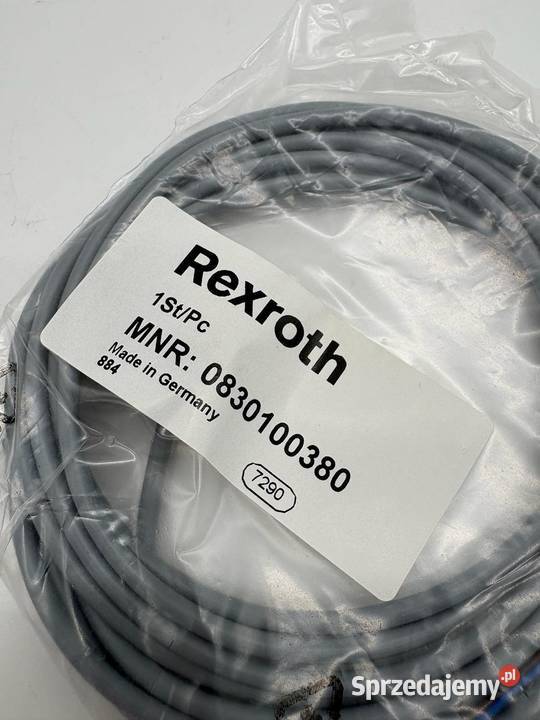 Rexroth
1St/Pc
MNR: 0830100380
Made in Germany
884
7290
Sprzedajemy.pl